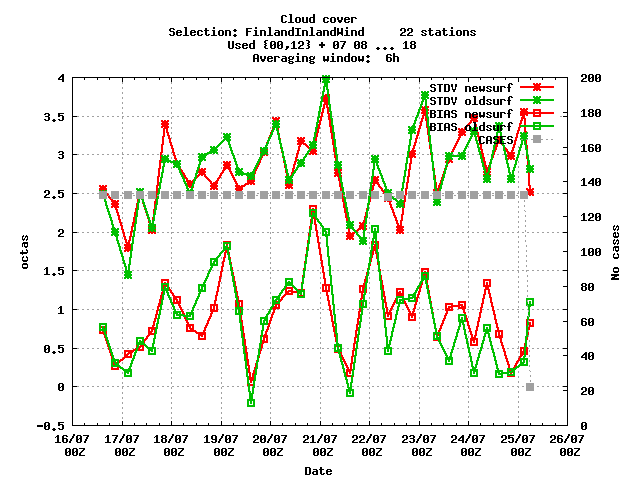 Cloud cover
Selection: FinlandInlandWind 22 stations
Used {00,12} + 07 08 ... 18
Averaging window: 6h
STDV newsurf
STDV oldsurf
BIAS newsurf
BIAS oldsurf
CASES
4
3.5
3
2.5
2
1.5
1
0.5
0
-0.5
octas
200
180
160
140
120
100
80
60
40
20
0
No cases
16/07 17/07 18/07 19/07 20/07 21/07 22/07 23/07 24/07 25/07 26/07
00Z 00Z 00Z 00Z 00Z 00Z 00Z 00Z 00Z 00Z 00Z
Date